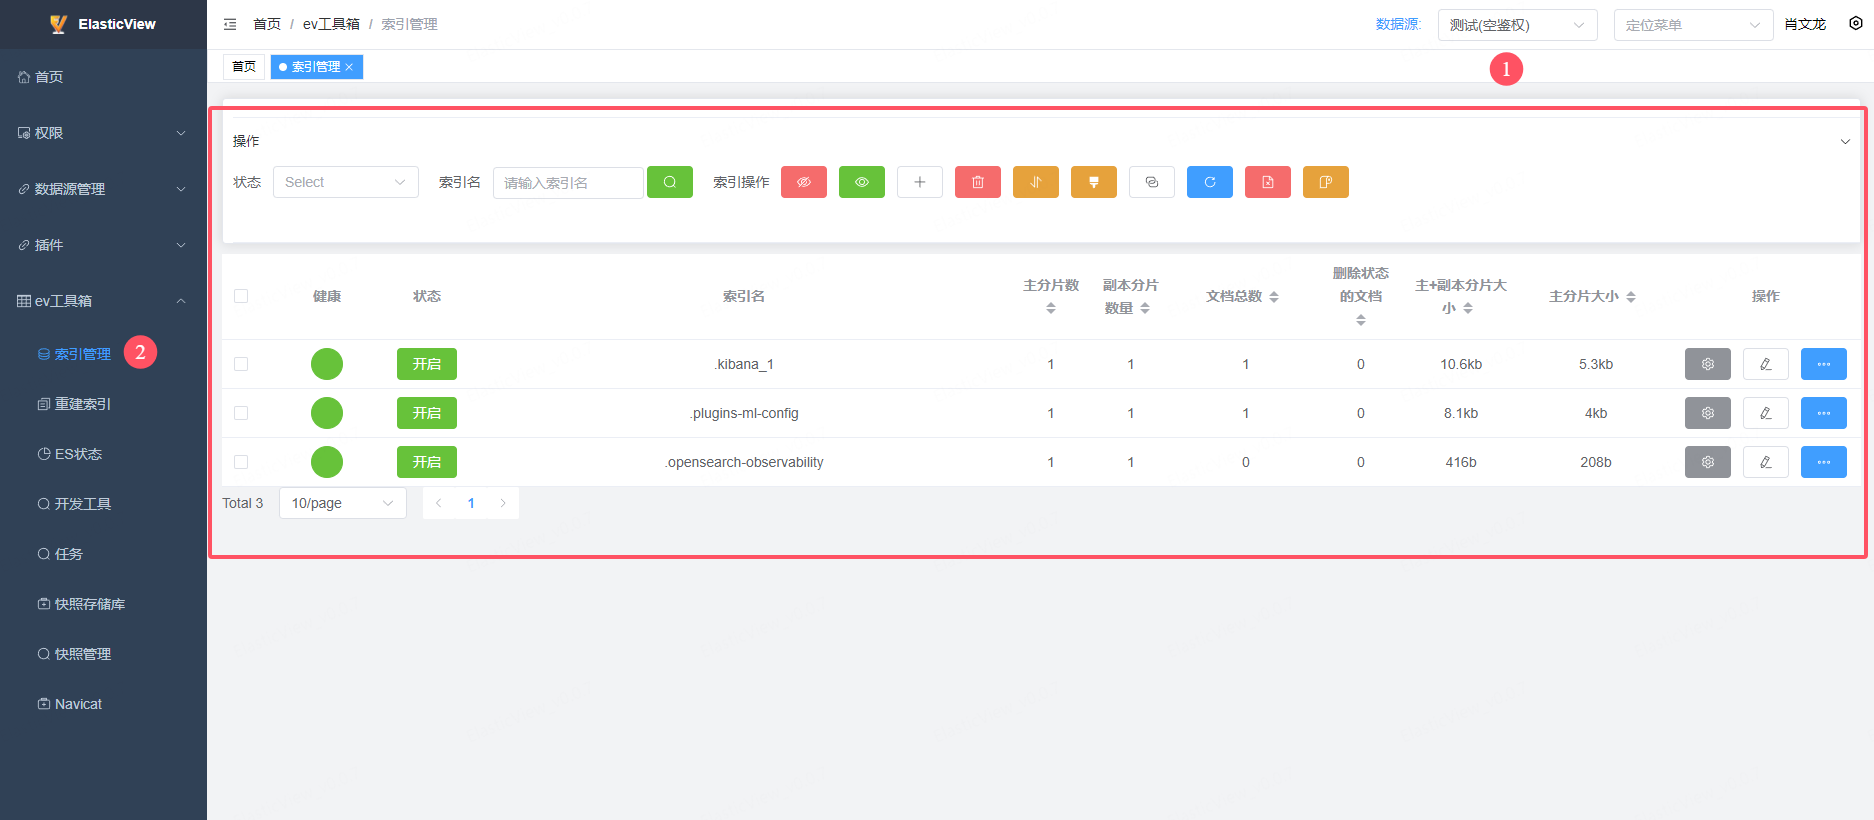 ElasticView
首页
权限
数据源管理
插件
ev工具箱
索引管理
2
重建索引
ES状态
开发工具
任务
快照存储库
快照管理
Navicat
首页 / ev工具箱 / 索引管理
数据源: 测试(空鉴权) 定位菜单 肖文龙
首页 索引管理
1
操作
状态 Select 索引名 请输入索引名 索引操作
健康 状态 索引名 主分片数 副本分片数量 文档总数 删除状态的文档 主+副本分片大小 主分片大小 操作
开启 .kibana_1 1 1 1 0 10.6kb 5.3kb
开启 .plugins-ml-config 1 1 1 0 8.1kb 4kb
开启 .opensearch-observability 1 1 0 0 416b 208b
Total 3 10/page 1